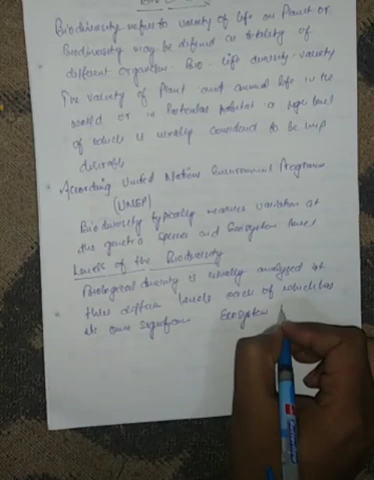 Biodiversity refers to variety of life on Planet or
Biodiversity may be defined as totality of
different organism. Bio - life diversity - variety
The variety of Plant and animal life in the
world or in Particular habitat a high level
of which is usually considered to be imp
desirable
According United Nations Environment Programme
(UNEP)
Biodiversity typically measures variation at
the genetic Species and Ecosystem level
Levels of the Biodiversity
Biological diversity is usually analysed at
three different levels each of which has
its own significance Ecosystem